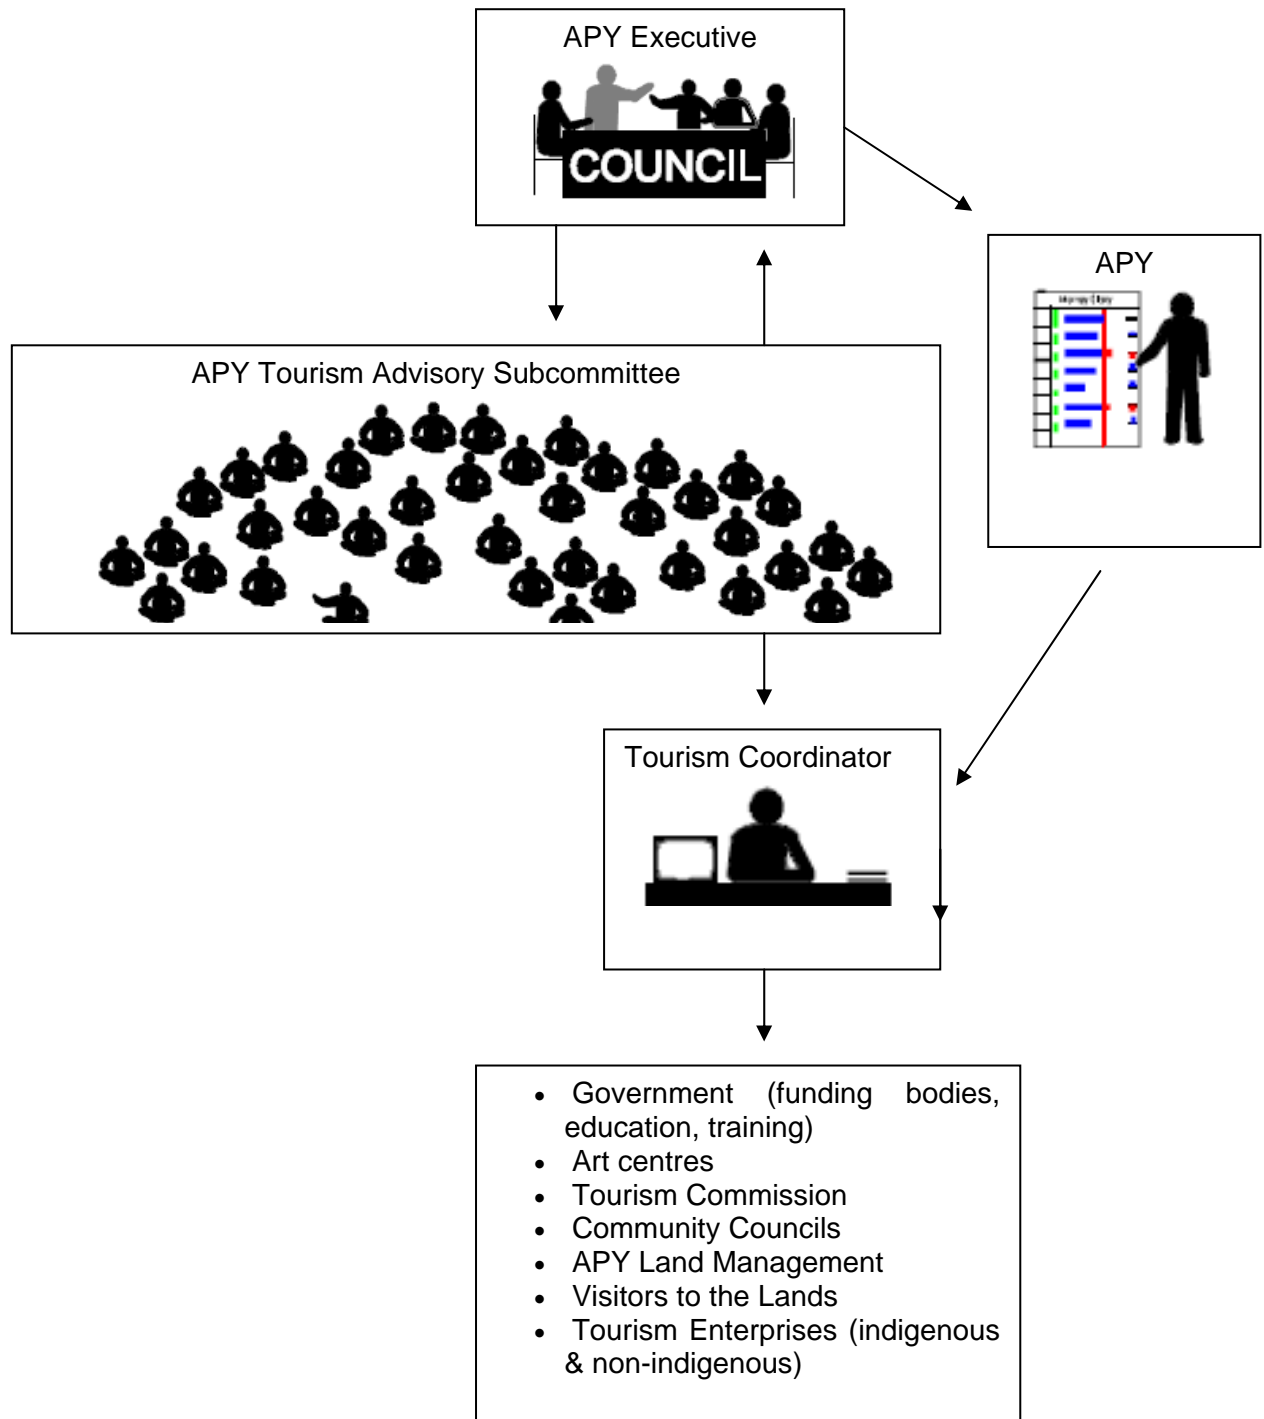 APY Executive
COUNCIL
APY
APY Tourism Advisory Subcommittee
Tourism Coordinator
• Government (funding bodies,
education, training)
• Art centres
• Tourism Commission
• Community Councils
• APY Land Management
• Visitors to the Lands
• Tourism Enterprises (indigenous
& non-indigenous)